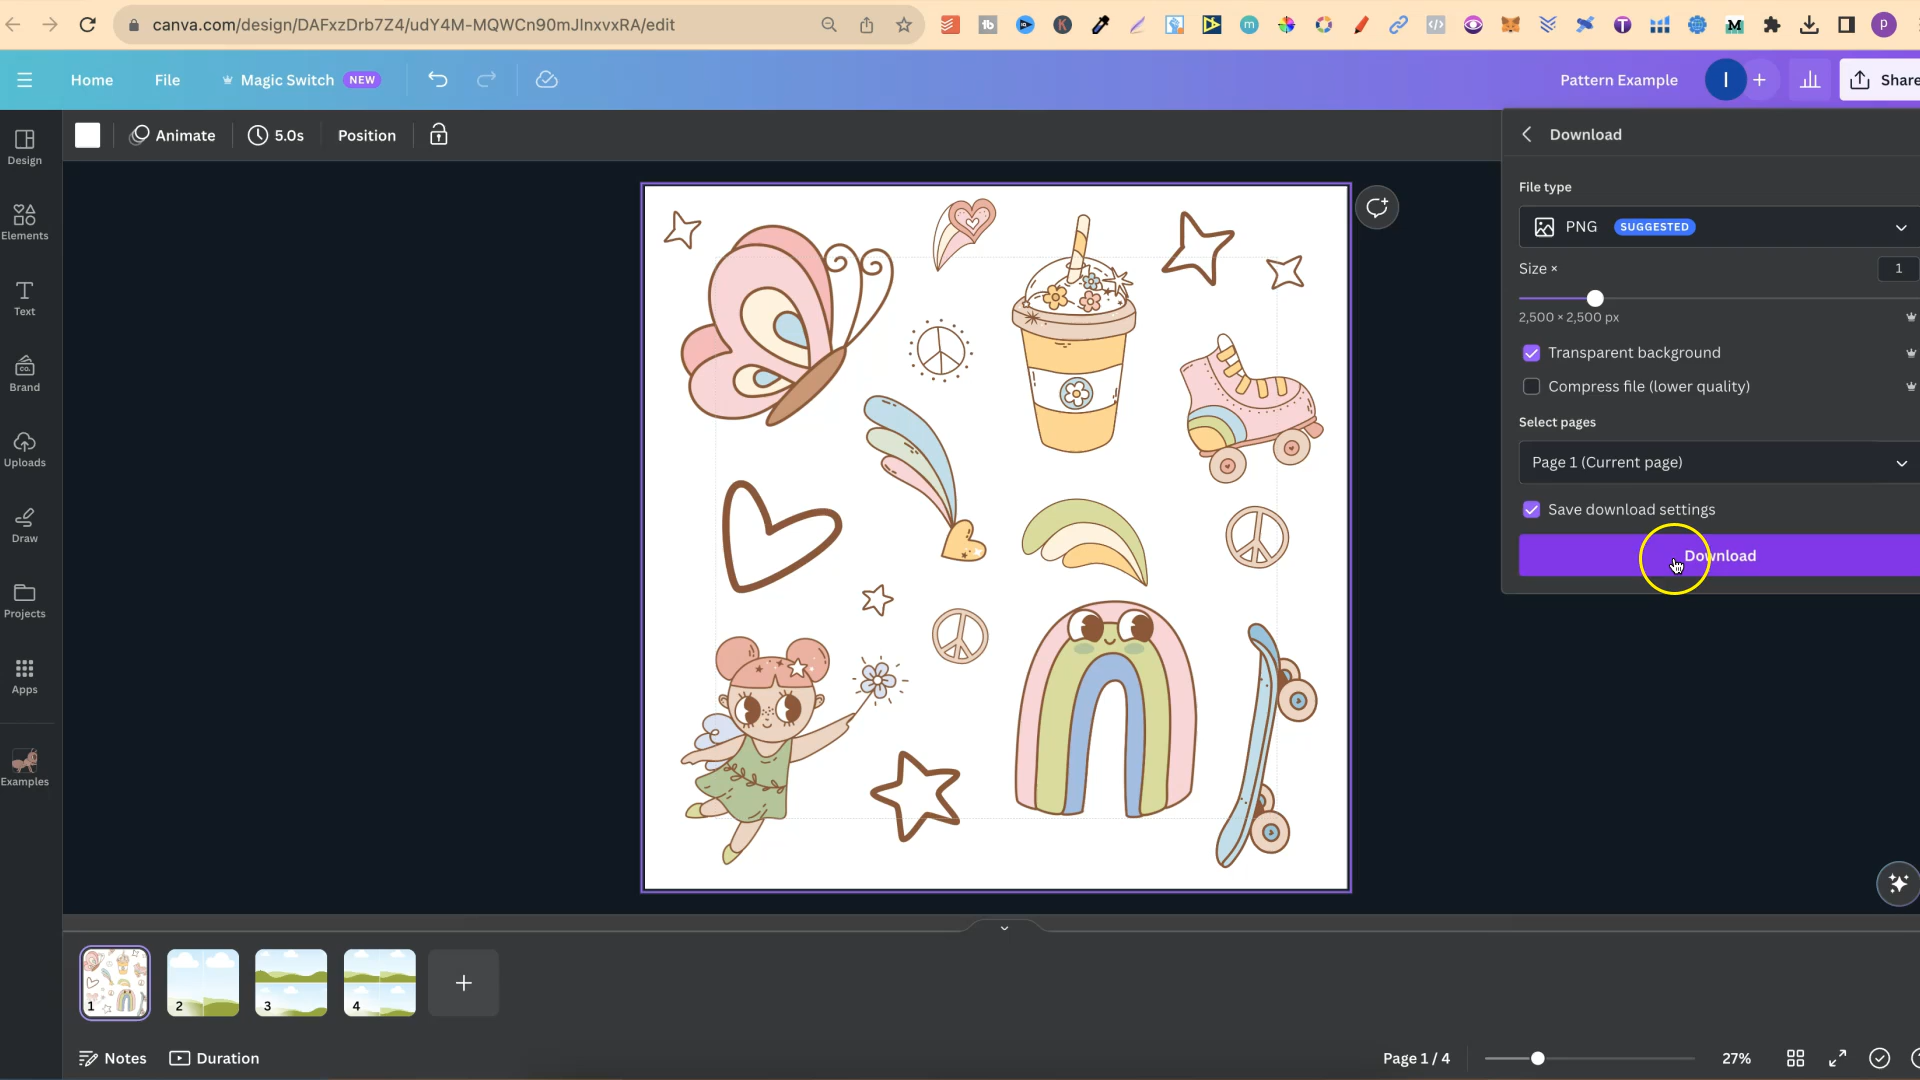 canva.com/design/DAFxzDrb7Z4/udY4M-MQWCn90mJlnxvxRA/edit
Home
File
Magic Switch NEW
Pattern Example
I
Share
Animate
5.0s
Position
Download
File type
PNG SUGGESTED
Size × 1
2,500 × 2,500 px
Transparent background
Compress file (lower quality)
Select pages
Page 1 (Current page)
Save download settings
Download
Design
Elements
Text
Brand
Uploads
Draw
Projects
Apps
Examples
1
2
3
4
Notes
Duration
Page 1 / 4
27%